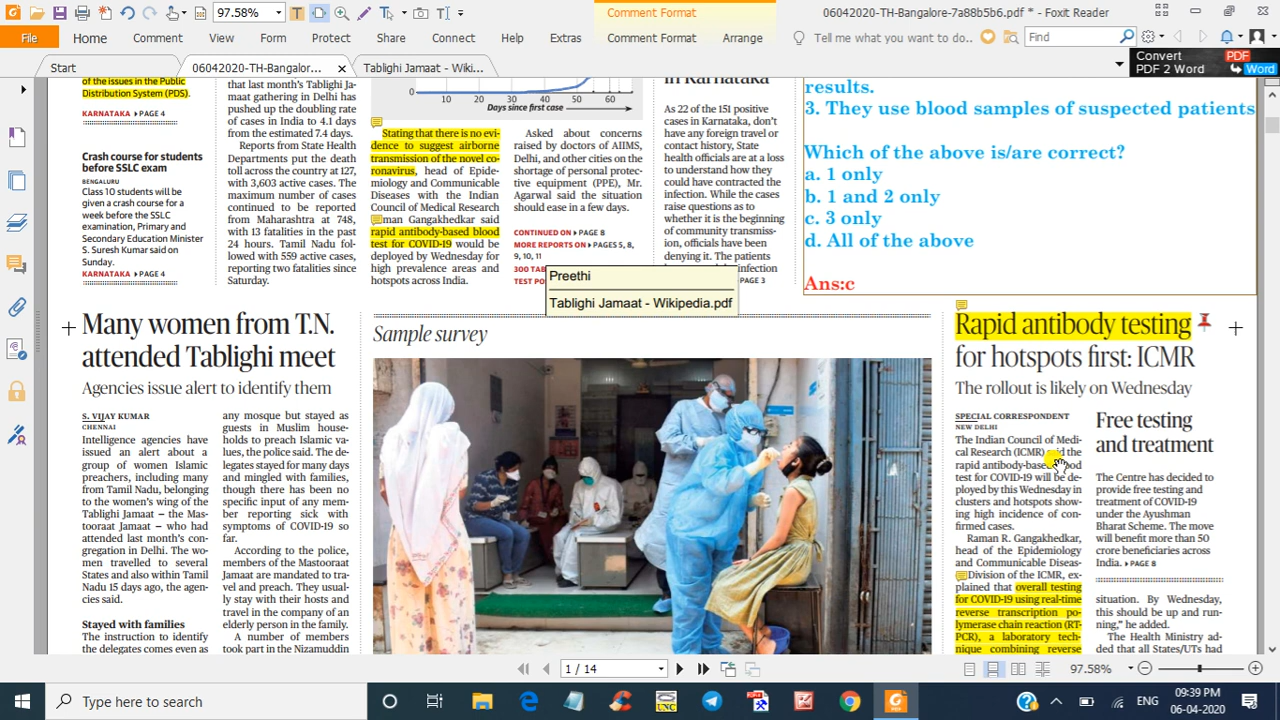 97.58%
Comment Format
06042020-TH-Bangalore-7a88b5b6.pdf * - Foxit Reader
File
Home
Comment
View
Form
Protect
Share
Connect
Help
Extras
Comment Format
Arrange
Tell me what you want to do...
Find
Start
06042020-TH-Bangalor...
Tablighi Jamaat - Wiki...
Convert
PDF 2 Word
PDF
Word
of the issues in the Public
Distribution System (PDS).
KARNATAKA PAGE 4
Crash course for students
before SSLC exam
BENGALURU
Class 10 students will be
given a crash course for a
week before the SSLC
examination, Primary and
Secondary Education Minister
S. Suresh Kumar said on
Sunday.
KARNATAKA PAGE 4
that last month's Tablighi Ja-
maat gathering in Delhi has
pushed up the doubling rate
of cases in India to 4.1 days
from the estimated 7.4 days.
Reports from State Health
Departments put the death
toll across the country at 127,
with 3,603 active cases. The
maximum number of cases
continued to be reported
from Maharashtra at 748,
with 13 fatalities in the past
24 hours. Tamil Nadu fol-
lowed with 559 active cases,
reporting two fatalities since
Saturday.
0
10 20 30 40 50 60
Days since first case
Stating that there is no evi-
dence to suggest airborne
transmission of the novel co-
ronavirus, head of Epide-
miology and Communicable
Diseases with the Indian
Council of Medical Research
man Gangakhedkar said
rapid antibody-based blood
test for COVID-19 would be
deployed by Wednesday for
high prevalence areas and
hotspots across India.
Asked about concerns
raised by doctors of AIIMS,
Delhi, and other cities on the
shortage of personal protec-
tive equipment (PPE), Mr.
Agarwal said the situation
should ease in a few days.
CONTINUED ON PAGE 8
MORE REPORTS ON PAGES 5, 8,
9, 10, 11
300 TAB
TEST PO
Preethi
Tablighi Jamaat - Wikipedia.pdf
in Karnataka
As 22 of the 151 positive
cases in Karnataka, don't
have any foreign travel or
contact history, State
health officials are at a loss
to understand how they
could have contracted the
infection. While the cases
raise questions as to
whether it is the beginning
of community transmiss-
ion, officials have been
denying it. The patients
infection
PAGE 3
results.
3. They use blood samples of suspected patients
Which of the above is/are correct?
a. 1 only
b. 1 and 2 only
c. 3 only
d. All of the above
Ans:c
Many women from T.N.
attended Tablighi meet
Agencies issue alert to identify them
S. VIJAY KUMAR
CHENNAI
Intelligence agencies have
issued an alert about a
group of women Islamic
preachers, including many
from Tamil Nadu, belonging
to the women's wing of the
Tablighi Jamaat – the Mas-
tooraat Jamaat – who had
attended last month's con-
gregation in Delhi. The wo-
men travelled to several
States and also within Tamil
Nadu 15 days ago, the agen-
cies said.
Stayed with families
The instruction to identify
the delegates comes even as
any mosque but stayed as
guests in Muslim house-
holds to preach Islamic va-
lues, the police said. The de-
legates stayed for many days
and mingled with families,
though there has been no
specific input of any mem-
ber reporting sick with
symptoms of COVID-19 so
far.
According to the police,
members of the Mastooraat
Jamaat are mandated to tra-
vel and preach. They usual-
ly stay with their hosts and
travel in the company of an
elderly person in the family.
A number of members
took part in the Nizamuddin
Sample survey
Rapid antibody testing
for hotspots first: ICMR
The rollout is likely on Wednesday
SPECIAL CORRESPONDENT
NEW DELHI
The Indian Council of Medi-
cal Research (ICMR) said the
rapid antibody-based blood
test for COVID-19 will be de-
ployed by this Wednesday in
clusters and hotspots show-
ing high incidence of con-
firmed cases.
Raman R. Gangakhedkar,
head of the Epidemiology
and Communicable Diseas-
Division of the ICMR, ex-
plained that overall testing
for COVID-19 using real-time
reverse transcription po-
lymerase chain reaction (RT-
PCR), a laboratory tech-
nique combining reverse
Free testing
and treatment
The Centre has decided to
provide free testing and
treatment of COVID-19
under the Ayushman
Bharat Scheme. The move
will benefit more than 50
crore beneficiaries across
India. PAGE 8
situation. By Wednesday,
this should be up and run-
ning," he added.
The Health Ministry ad-
ded that all States/UTs had
1 / 14
97.58%
Type here to search
UNC
ENG
09:39 PM
06-04-2020